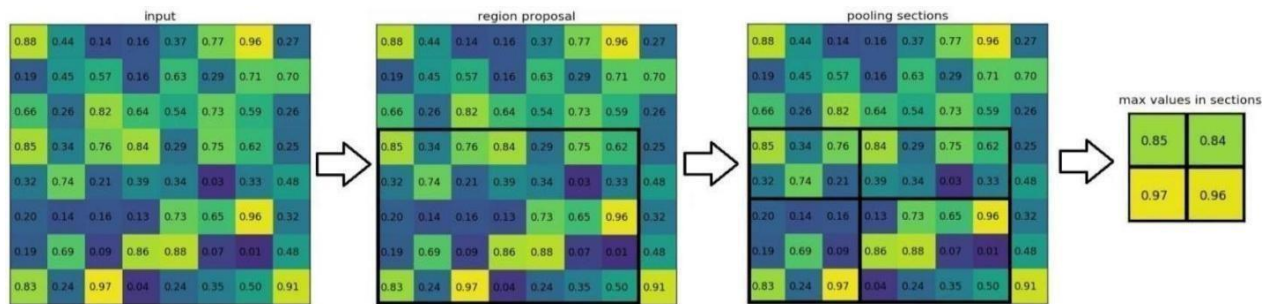 input region proposal pooling sections
0.88 0.44 0.14 0.16 0.37 0.77 0.96 0.27 0.88 0.44 0.14 0.16 0.37 0.77 0.96 0.27 0.88 0.44 0.14 0.16 0.37 0.77 0.96 0.27
0.19 0.45 0.57 0.16 0.63 0.29 0.71 0.70 0.19 0.45 0.57 0.16 0.63 0.29 0.71 0.70 0.19 0.45 0.57 0.16 0.63 0.29 0.71 0.70
0.66 0.26 0.82 0.64 0.54 0.73 0.59 0.26 0.66 0.26 0.82 0.64 0.54 0.73 0.59 0.26 0.66 0.26 0.82 0.64 0.54 0.73 0.59 0.26
max values in sections
0.85 0.34 0.76 0.84 0.29 0.75 0.62 0.25 0.85 0.34 0.76 0.84 0.29 0.75 0.62 0.25 0.85 0.34 0.76 0.84 0.29 0.75 0.62 0.25
0.85 0.84
0.32 0.74 0.21 0.39 0.34 0.03 0.33 0.48 0.32 0.74 0.21 0.39 0.34 0.03 0.33 0.48 0.32 0.74 0.21 0.39 0.34 0.03 0.33 0.48
0.97 0.96
0.20 0.14 0.16 0.13 0.73 0.65 0.96 0.32 0.20 0.14 0.16 0.13 0.73 0.65 0.96 0.32 0.20 0.14 0.16 0.13 0.73 0.65 0.96 0.32
0.19 0.69 0.09 0.86 0.88 0.07 0.01 0.48 0.19 0.69 0.09 0.86 0.88 0.07 0.01 0.48 0.19 0.69 0.09 0.86 0.88 0.07 0.01 0.48
0.83 0.24 0.97 0.04 0.24 0.35 0.50 0.91 0.83 0.24 0.97 0.04 0.24 0.35 0.50 0.91 0.83 0.24 0.97 0.04 0.24 0.35 0.50 0.91